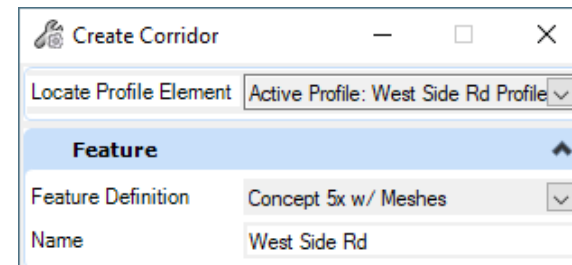 Create Corridor
Locate Profile Element Active Profile: West Side Rd Profile
Feature
Feature Definition Concept 5x w/ Meshes
Name West Side Rd